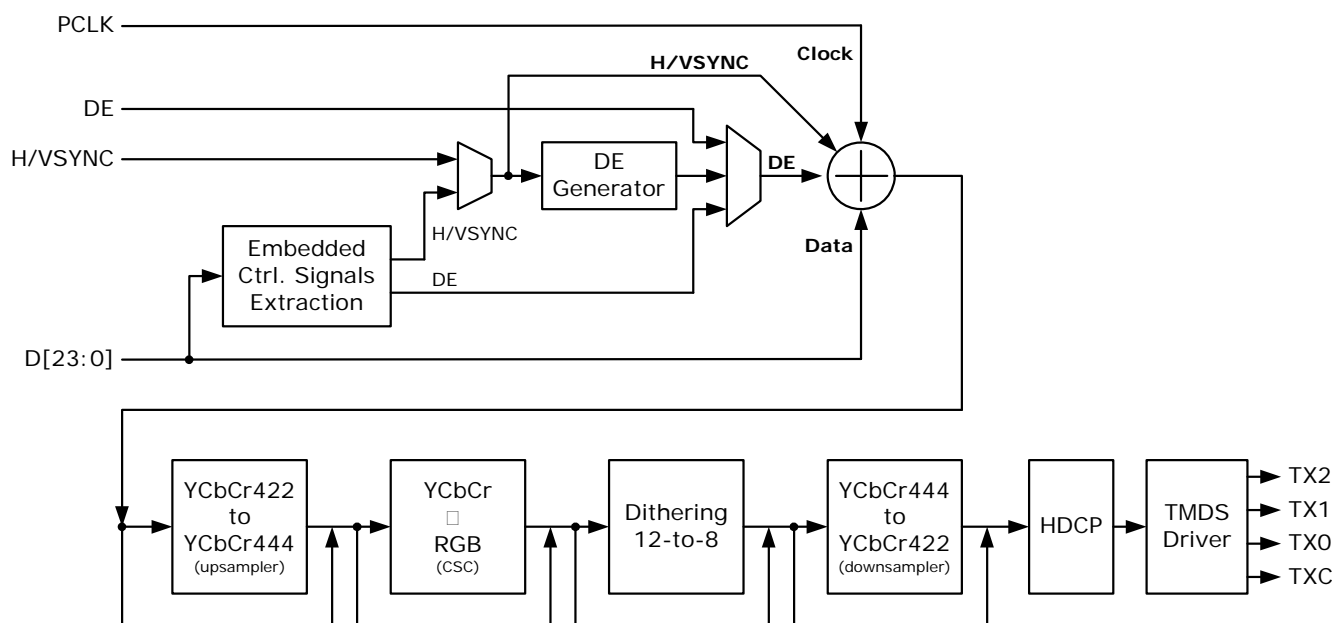 PCLK
Clock
H/VSYNC
DE
H/VSYNC
DE
Generator
DE
H/VSYNC
Embedded
Ctrl. Signals
Extraction
DE
Data
D[23:0]
YCbCr422
to
YCbCr444
(upsampler)
YCbCr
□
RGB
(CSC)
Dithering
12-to-8
YCbCr444
to
YCbCr422
(downsampler)
HDCP
TMDS
Driver
TX2
TX1
TX0
TXC